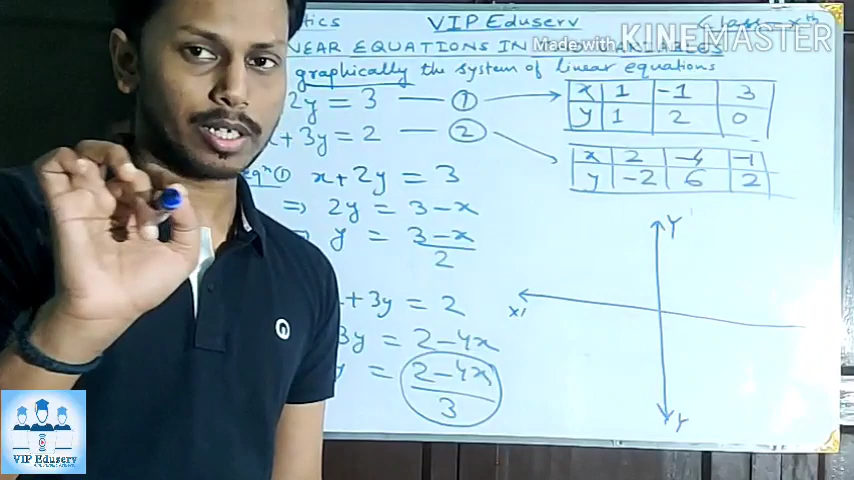 VIP Eduserv Class - Xth
Made with KINEMASTER
EQUATIONS IN
graphically the system of linear equations
2y = 3 — ①
+ 3y = 2 — ②
x 1 -1 3
y 1 2 0
x 2 -4 -1
y -2 6 2
eqn ① x + 2y = 3
⇒ 2y = 3 - x
⇒ y = 3 - x / 2
+ 3y = 2
3y = 2 - 4x
= 2 - 4x / 3
Y
X'
Y'
VIP Eduserv